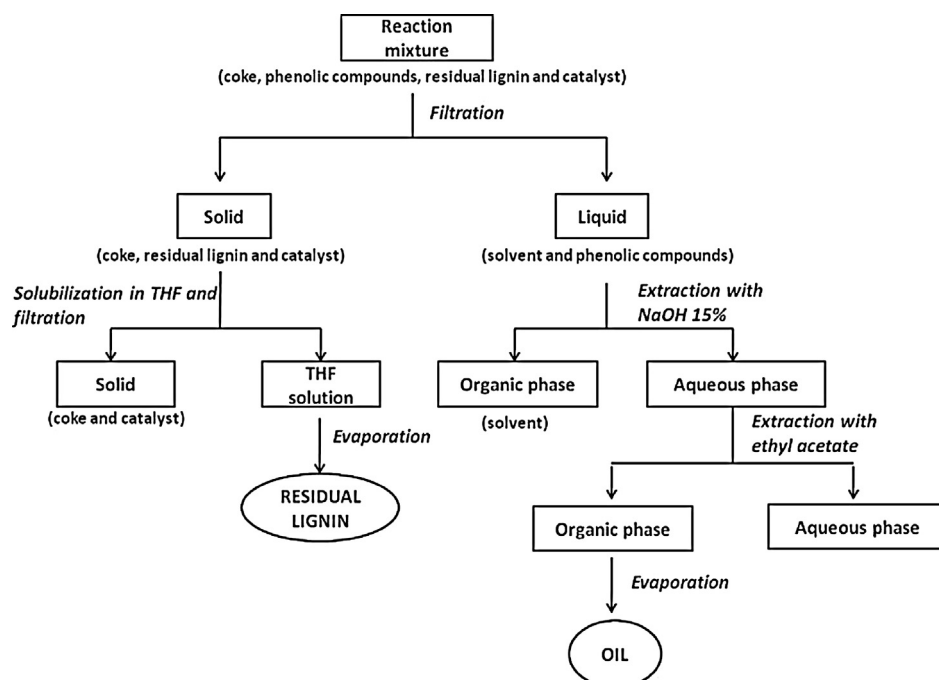 Reaction
mixture
(coke, phenolic compounds, residual lignin and catalyst)
Filtration
Solid
Liquid
(coke, residual lignin and catalyst)
(solvent and phenolic compounds)
Solubilization in THF and
filtration
Extraction with
NaOH 15%
Solid
THF
solution
Organic phase
Aqueous phase
(coke and catalyst)
(solvent)
Evaporation
Extraction with
ethyl acetate
RESIDUAL
LIGNIN
Organic phase
Aqueous phase
Evaporation
OIL